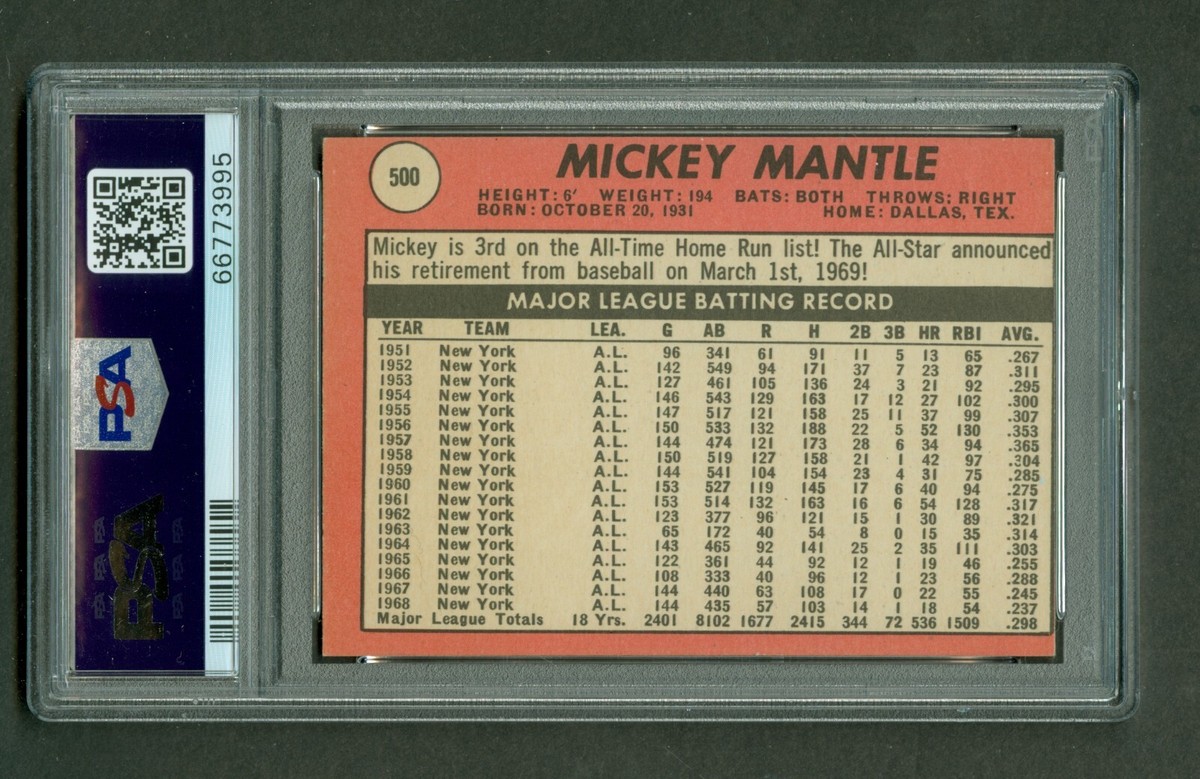 500
MICKEY MANTLE
HEIGHT: 6' WEIGHT: 194 BATS: BOTH THROWS: RIGHT
BORN: OCTOBER 20, 1931 HOME: DALLAS, TEX.
Mickey is 3rd on the All-Time Home Run list! The All-Star announced
his retirement from baseball on March 1st, 1969!
MAJOR LEAGUE BATTING RECORD
YEAR TEAM LEA. G AB R H 2B 3B HR RBI AVG.
1951 New York A.L. 96 341 61 91 11 5 13 65 .267
1952 New York A.L. 142 549 94 171 37 7 23 87 .311
1953 New York A.L. 127 461 105 136 24 3 21 92 .295
1954 New York A.L. 146 543 129 163 17 12 27 102 .300
1955 New York A.L. 147 517 121 158 25 11 37 99 .307
1956 New York A.L. 150 533 132 188 22 5 52 130 .353
1957 New York A.L. 144 474 121 173 28 6 34 94 .365
1958 New York A.L. 150 519 127 158 21 1 42 97 .304
1959 New York A.L. 144 541 104 154 23 4 31 75 .285
1960 New York A.L. 153 527 119 145 17 6 40 94 .275
1961 New York A.L. 153 514 132 163 16 6 54 128 .317
1962 New York A.L. 123 377 96 121 15 1 30 89 .321
1963 New York A.L. 65 172 40 54 8 0 15 35 .314
1964 New York A.L. 143 465 92 141 25 2 35 111 .303
1965 New York A.L. 122 361 44 92 12 1 19 46 .255
1966 New York A.L. 108 333 40 96 12 1 23 56 .288
1967 New York A.L. 144 440 63 108 17 0 22 55 .245
1968 New York A.L. 144 435 57 103 14 1 18 54 .237
Major League Totals 18 Yrs. 2401 8102 1677 2415 344 72 536 1509 .298
66773995
PSA
PSA
PSA PSA PSA
PSA PSA PSA